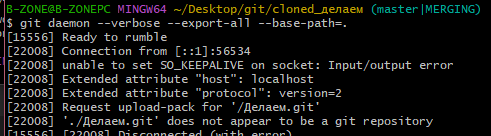 B-ZONE@B-ZONEPC MINGW64 ~/Desktop/git/cloned_делаем (master|MERGING)
$ git daemon --verbose --export-all --base-path=.
[15556] Ready to rumble
[22008] Connection from [::1]:56534
[22008] unable to set SO_KEEPALIVE on socket: Input/output error
[22008] Extended attribute "host": localhost
[22008] Extended attribute "protocol": version=2
[22008] Request upload-pack for '/Делаем.git'
[22008] './Делаем.git' does not appear to be a git repository
[15556] [22008] Disconnected (with error)